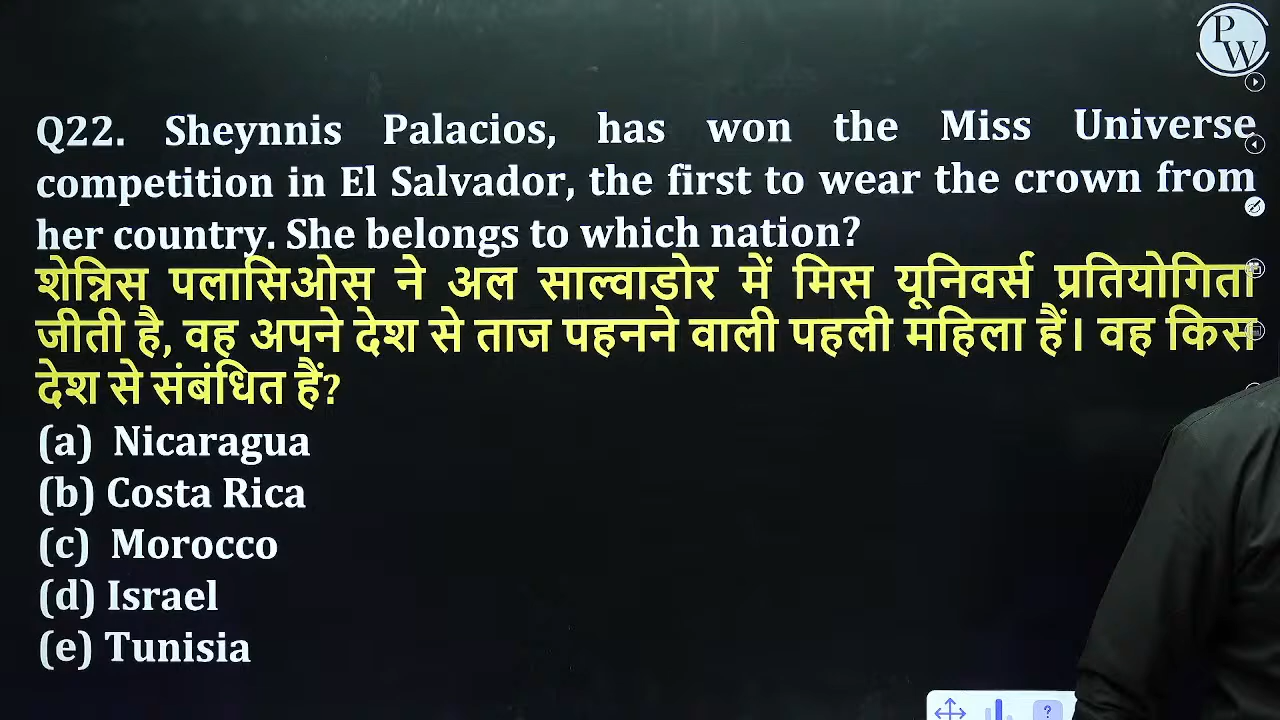 PW
Q22. Sheynnis Palacios, has won the Miss Universe
competition in El Salvador, the first to wear the crown from
her country. She belongs to which nation?
शेन्निस पलासिओस ने अल साल्वाडोर में मिस यूनिवर्स प्रतियोगिता
जीती है, वह अपने देश से ताज पहनने वाली पहली महिला हैं। वह किस
देश से संबंधित हैं?
(a) Nicaragua
(b) Costa Rica
(c) Morocco
(d) Israel
(e) Tunisia
?